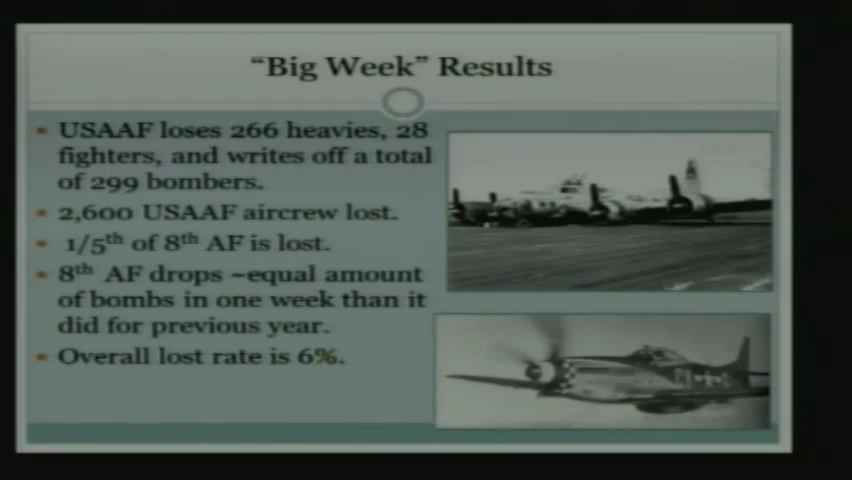 “Big Week” Results
• USAAF loses 266 heavies, 28
fighters, and writes off a total
of 299 bombers.
• 2,600 USAAF aircrew lost.
• 1/5th of 8th AF is lost.
• 8th AF drops ~equal amount
of bombs in one week than it
did for previous year.
• Overall lost rate is 6%.